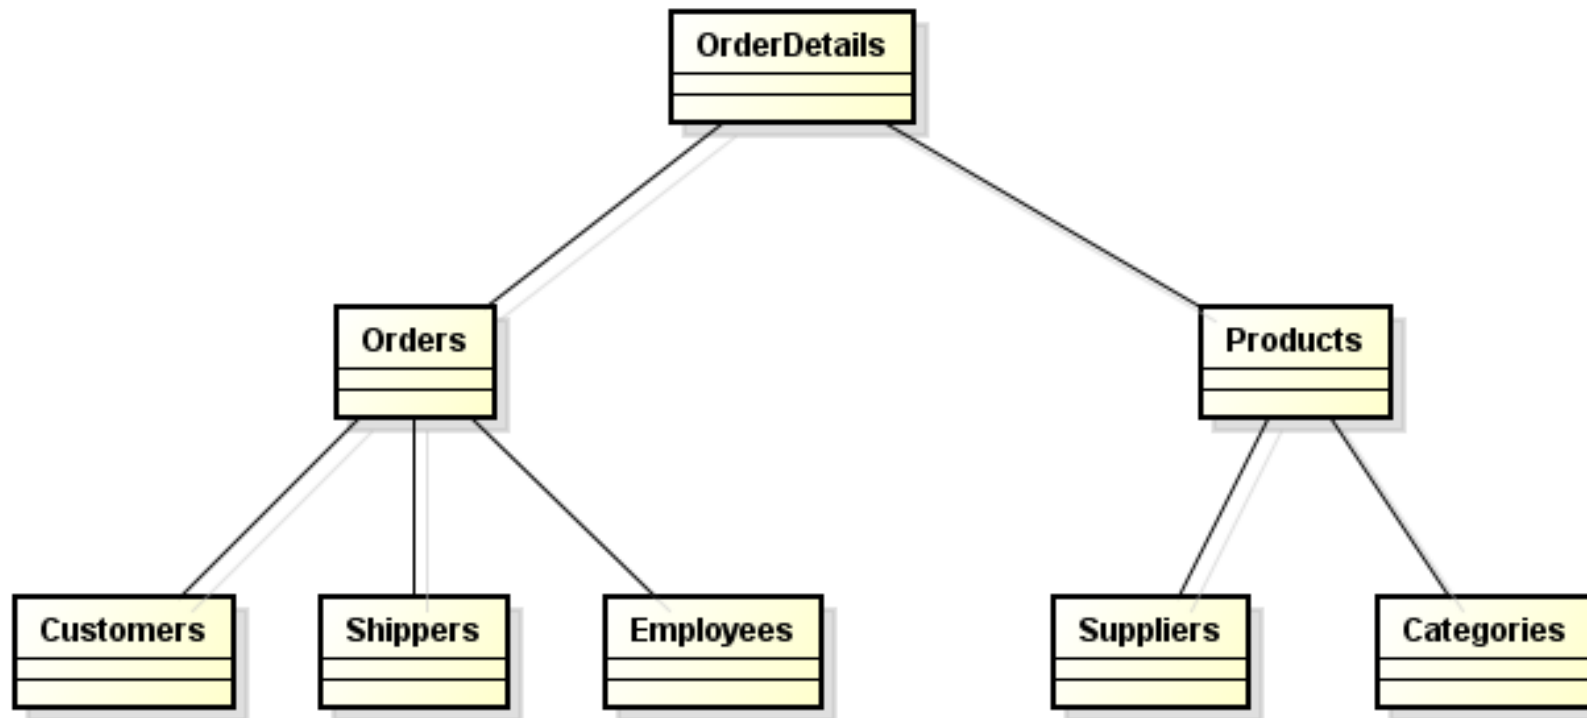 OrderDetails
Orders
Products
Customers
Shippers
Employees
Suppliers
Categories